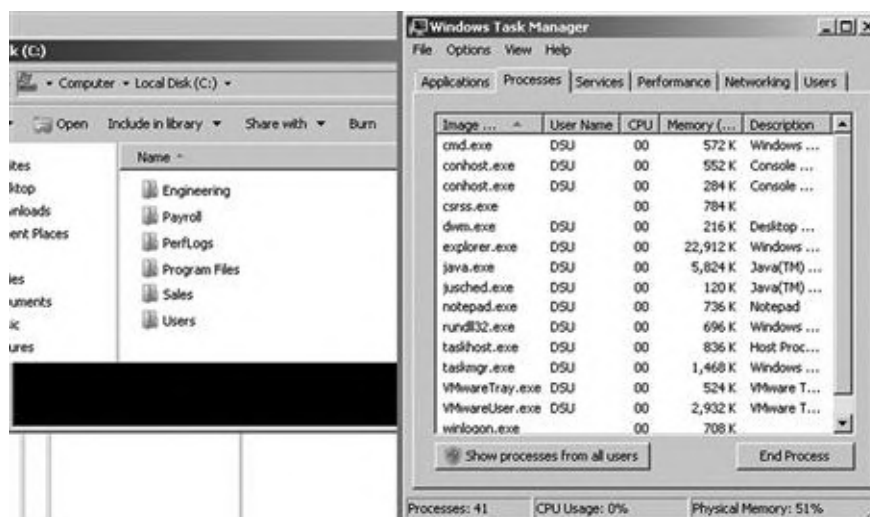 k (C:)
Computer Local Disk (C:)
Open Include in library Share with Burn
Name
Engineering
Payroll
PerfLogs
Program Files
Sales
Users
ites
ktop
wnloads
ent Places
ies
uments
ic
ures
Windows Task Manager
File Options View Help
Applications Processes Services Performance Networking Users
Image ... User Name CPU Memory (... Description
cmd.exe DSU 00 572 K Windows ...
conhost.exe DSU 00 552 K Console ...
conhost.exe DSU 00 284 K Console ...
csrss.exe 00 784 K
dwm.exe DSU 00 216 K Desktop ...
explorer.exe DSU 00 22,912 K Windows ...
java.exe DSU 00 5,824 K Java(TM) ...
jusched.exe DSU 00 120 K Java(TM) ...
notepad.exe DSU 00 736 K Notepad
rundll32.exe DSU 00 696 K Windows ...
taskhost.exe DSU 00 836 K Host Proc...
taskmgr.exe DSU 00 1,468 K Windows ...
VMwareTray.exe DSU 00 524 K VMware T...
VMwareUser.exe DSU 00 2,932 K VMware T...
winlogon.exe 00 708 K
Show processes from all users End Process
Processes: 41 CPU Usage: 0% Physical Memory: 51%